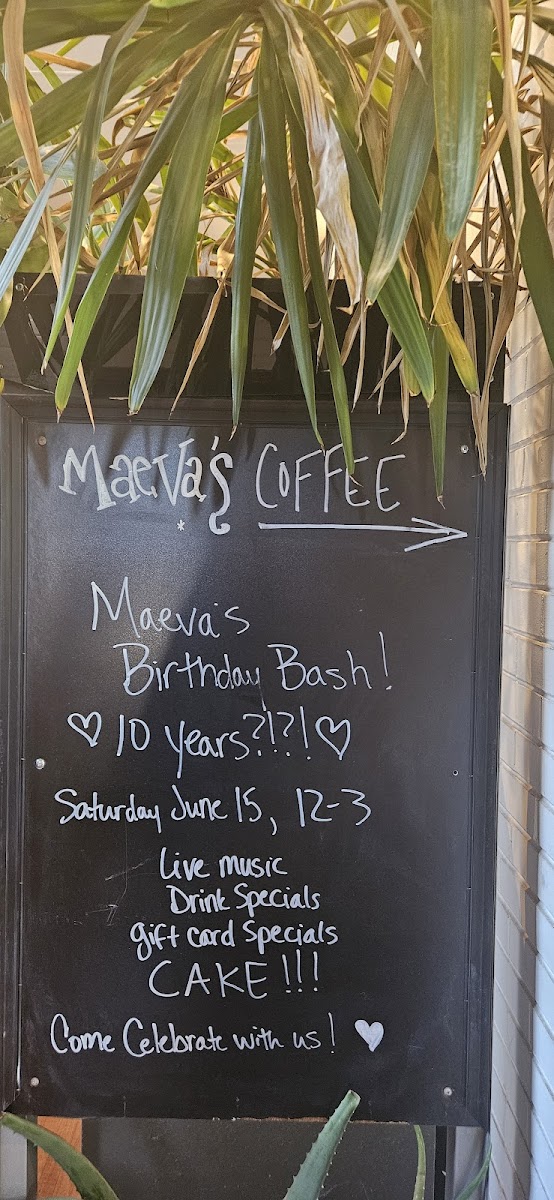 Maeva's COFFEE
Maeva's
Birthday Bash!
♡ 10 years?!?! ♡
Saturday June 15, 12-3
Live music
Drink Specials
gift card Specials
CAKE!!!
Come Celebrate with us! ♥